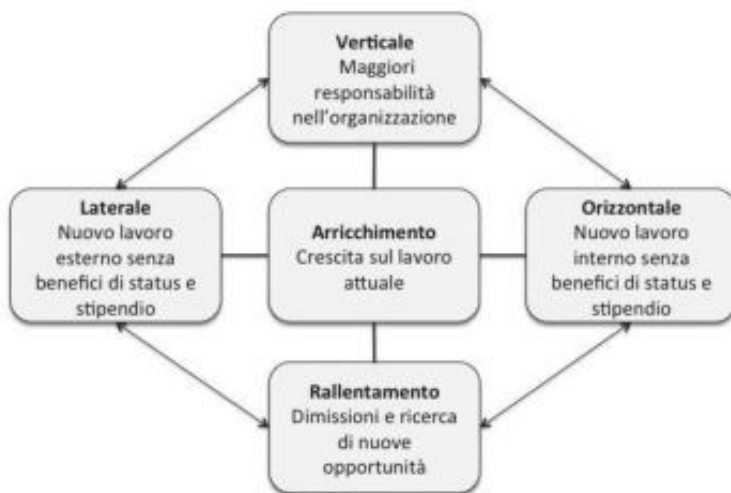 Verticale
Maggiori
responsabilità
nell'organizzazione
Laterale
Nuovo lavoro
esterno senza
benefici di status e
stipendio
Arricchimento
Crescita sul lavoro
attuale
Orizzontale
Nuovo lavoro
interno senza
benefici di status e
stipendio
Rallentamento
Dimissioni e ricerca
di nuove
opportunità